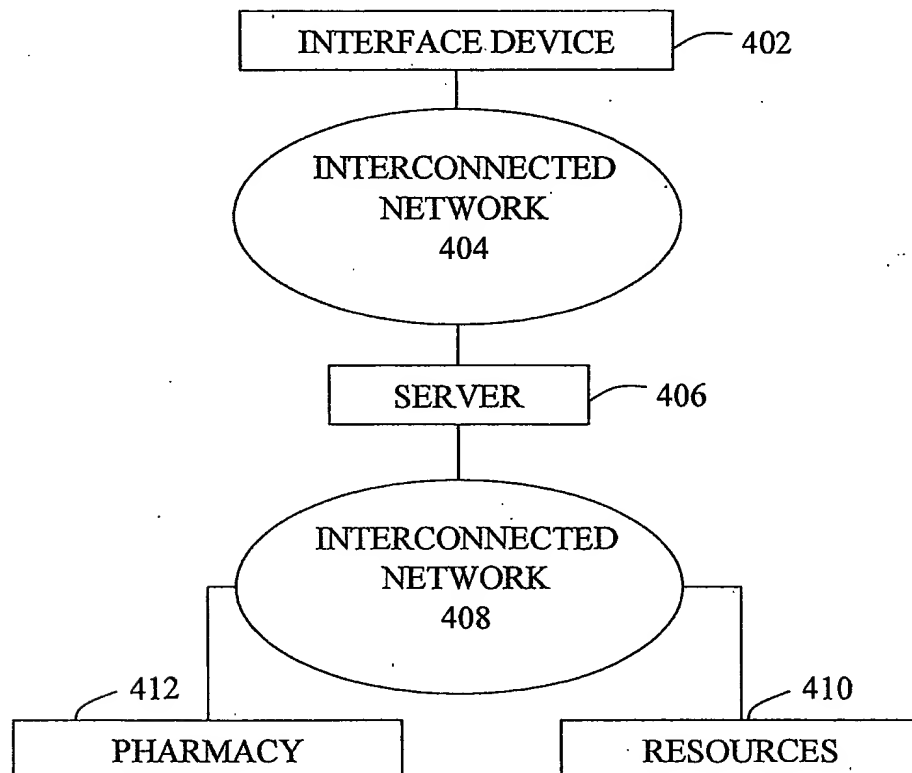 INTERFACE DEVICE
402
INTERCONNECTED
NETWORK
404
SERVER
406
INTERCONNECTED
NETWORK
408
412
410
PHARMACY
RESOURCES